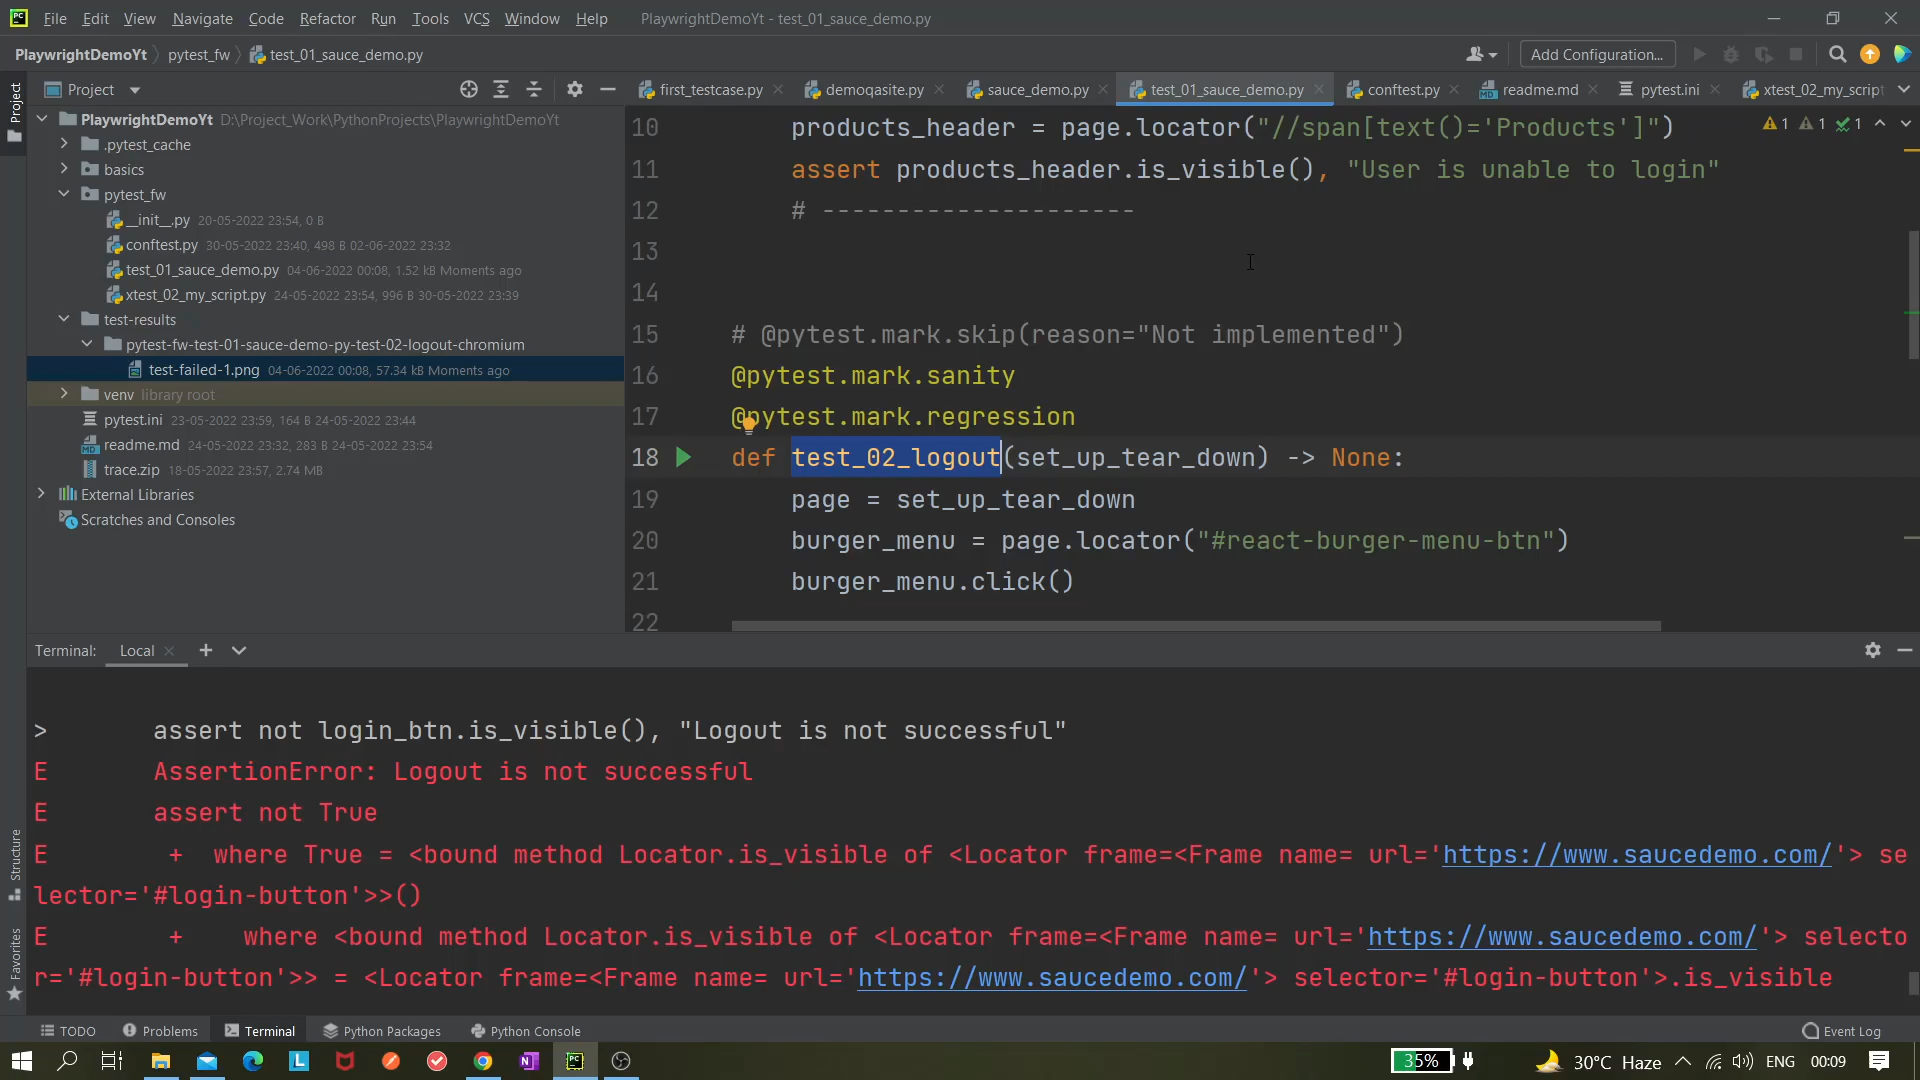 PC File Edit View Navigate Code Refactor Run Tools VCS Window Help PlaywrightDemoYt - test_01_sauce_demo.py
PlaywrightDemoYt pytest_fw test_01_sauce_demo.py Add Configuration...
Project
Project
first_testcase.py demoqasite.py sauce_demo.py test_01_sauce_demo.py conftest.py readme.md pytest.ini xtest_02_my_script
PlaywrightDemoYt D:\Project_Work\PythonProjects\PlaywrightDemoYt
.pytest_cache
basics
pytest_fw
__init__.py 20-05-2022 23:54, 0 B
conftest.py 30-05-2022 23:40, 498 B 02-06-2022 23:32
test_01_sauce_demo.py 04-06-2022 00:08, 1.52 kB Moments ago
xtest_02_my_script.py 24-05-2022 23:54, 996 B 30-05-2022 23:39
test-results
pytest-fw-test-01-sauce-demo-py-test-02-logout-chromium
test-failed-1.png 04-06-2022 00:08, 57.34 kB Moments ago
venv library root
pytest.ini 23-05-2022 23:59, 164 B 24-05-2022 23:44
readme.md 24-05-2022 23:32, 283 B 24-05-2022 23:54
trace.zip 18-05-2022 23:57, 2.74 MB
External Libraries
Scratches and Consoles
1 1 1
10 products_header = page.locator("//span[text()='Products']")
11 assert products_header.is_visible(), "User is unable to login"
12 # ---------------------
13
14
15 # @pytest.mark.skip(reason="Not implemented")
16 @pytest.mark.sanity
17 @pytest.mark.regression
18 def test_02_logout(set_up_tear_down) -> None:
19 page = set_up_tear_down
20 burger_menu = page.locator("#react-burger-menu-btn")
21 burger_menu.click()
22
Structure
Favorites
Terminal: Local
> assert not login_btn.is_visible(), "Logout is not successful"
E AssertionError: Logout is not successful
E assert not True
E + where True = <bound method Locator.is_visible of <Locator frame=<Frame name= url='https://www.saucedemo.com/'> se
lector='#login-button'>>()
E + where <bound method Locator.is_visible of <Locator frame=<Frame name= url='https://www.saucedemo.com/'> selecto
r='#login-button'>> = <Locator frame=<Frame name= url='https://www.saucedemo.com/'> selector='#login-button'>.is_visible
TODO Problems Terminal Python Packages Python Console Event Log
L N PC 35% 30°C Haze ENG 00:09